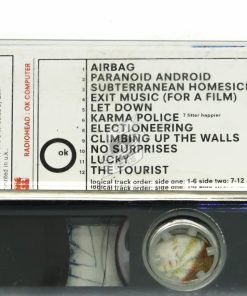 RADIOHEAD · OK COMPUTER
ok
1 AIRBAG
2 PARANOID ANDROID
3 SUBTERRANEAN HOMESIC
4 EXIT MUSIC (FOR A FILM)
5 LET DOWN
6 KARMA POLICE 7 fitter happier
8 ELECTIONEERING
9 CLIMBING UP THE WALLS
10 NO SURPRISES
11 LUCKY
12 THE TOURIST
logical track order: side one: 1-6 side two: 7-12